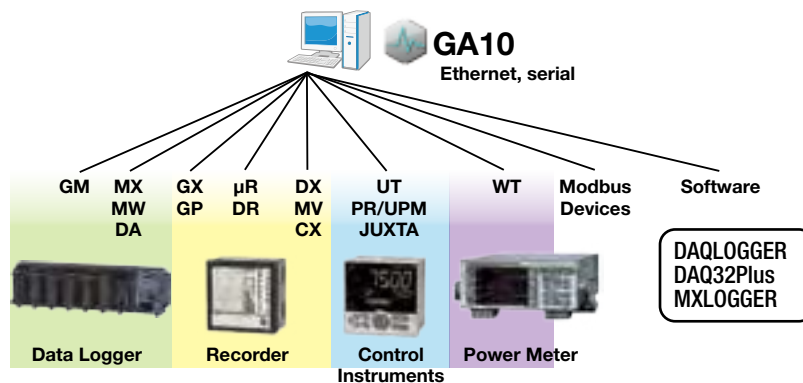 GA10
Ethernet, serial
GM
MX
MW
DA
GX
GP
µR
DR
DX
MV
CX
UT
PR/UPM
JUXTA
WT
Modbus
Devices
Software
DAQLOGGER
DAQ32Plus
MXLOGGER
7500
Data Logger
Recorder
Control
Instruments
Power Meter